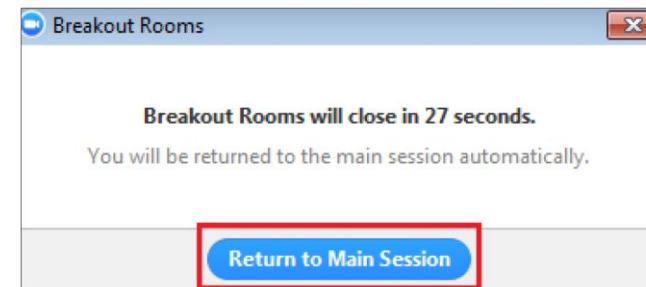 Breakout Rooms
Breakout Rooms will close in 27 seconds.
You will be returned to the main session automatically.
Return to Main Session